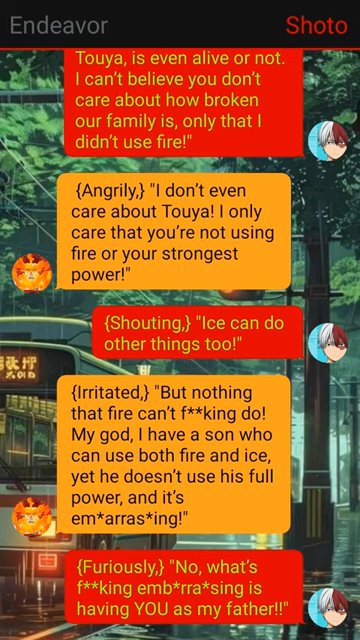 Endeavor
Shoto
Touya, is even alive or not.
I can’t believe you don’t
care about how broken
our family is, only that I
didn’t use fire!"
{Angrily,} "I don’t even
care about Touya! I only
care that you’re not using
fire or your strongest
power!"
{Shouting,} "Ice can do
other things too!"
{Irritated,} "But nothing
that fire can’t f**king do!
My god, I have a son who
can use both fire and ice,
yet he doesn’t use his full
power, and it’s
em*arras*ing!"
{Furiously,} "No, what’s
f**king emb*rra*sing is
having YOU as my father!!"